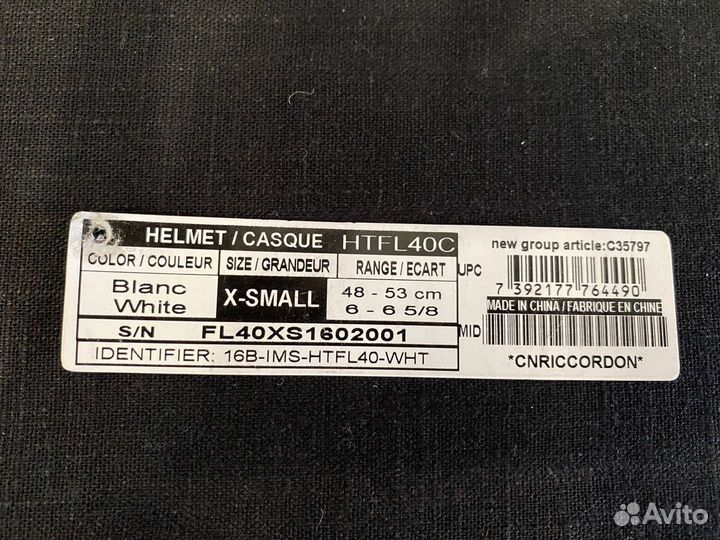 HELMET / CASQUE HTFL40C
COLOR / COULEUR SIZE / GRANDEUR RANGE / ECART
Blanc
White
X-SMALL
48 - 53 cm
6 - 6 5/8
S/N FL40XS1602001
IDENTIFIER: 16B-IMS-HTFL40-WHT
new group article:C35797
UPC
7 392177 764490
MADE IN CHINA / FABRIQUE EN CHINE
MID
*CNRICCORDON*
Avito